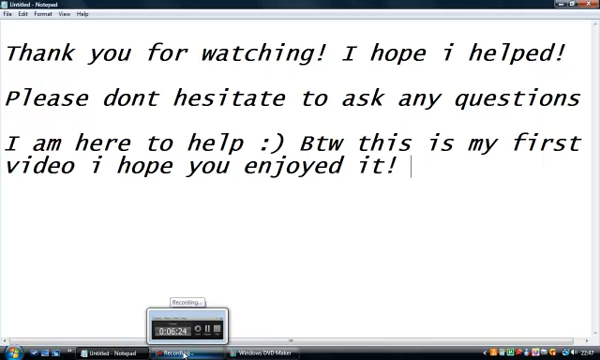 Untitled - Notepad
File Edit Format View Help
Thank you for watching! I hope i helped!
Please dont hesitate to ask any questions
I am here to help :) Btw this is my first
video i hope you enjoyed it!
Recording...
0:06:24
Untitled - Notepad
Recording...
Windows DVD Maker
22:47